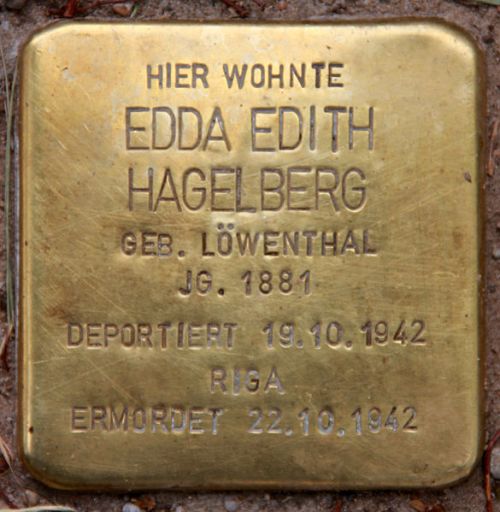 HIER WOHNTE
EDDA EDITH
HAGELBERG
GEB. LÖWENTHAL
JG. 1881
DEPORTIERT 19.10.1942
RIGA
ERMORDET 22.10.1942